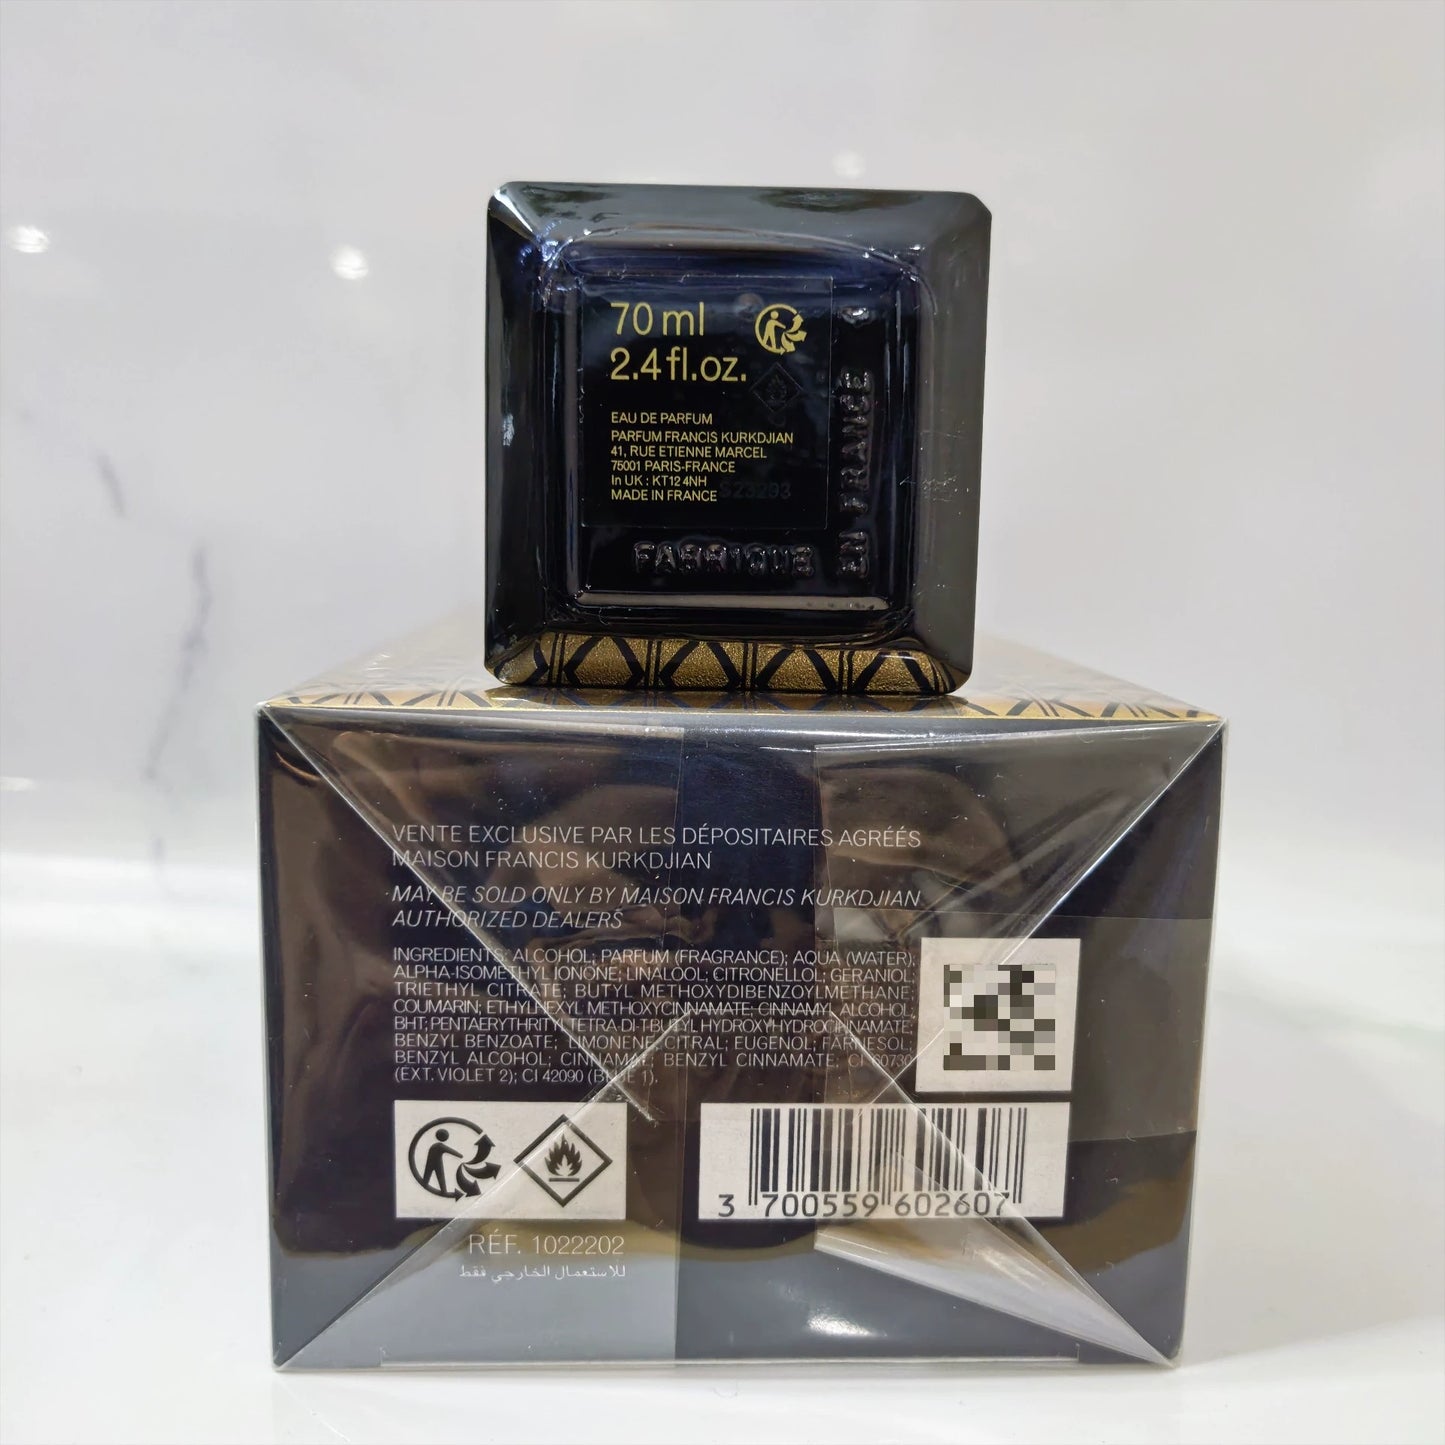 70 ml
2.4 fl.oz.
EAU DE PARFUM
PARFUM FRANCIS KURKDJIAN
41, RUE ETIENNE MARCEL
75001 PARIS-FRANCE
In UK : KT12 4NH
MADE IN FRANCE S23293
FABRIQUE
EN FRANCE
VENTE EXCLUSIVE PAR LES DÉPOSITAIRES AGRÉÉS
MAISON FRANCIS KURKDJIAN
MAY BE SOLD ONLY BY MAISON FRANCIS KURKDJIAN
AUTHORIZED DEALERS
INGREDIENTS: ALCOHOL; PARFUM (FRAGRANCE); AQUA (WATER);
ALPHA-ISOMETHYL IONONE; LINALOOL; CITRONELLOL; GERANIOL;
TRIETHYL CITRATE; BUTYL METHOXYDIBENZOYLMETHANE;
COUMARIN; ETHYLHEXYL METHOXYCINNAMATE; CINNAMYL ALCOHOL;
BHT; PENTAERYTHRITYL TETRA DI-T-BUTYL HYDROXYHYDROCINNAMATE;
BENZYL BENZOATE; LIMONENE; CITRAL; EUGENOL; FARNESOL;
BENZYL ALCOHOL; CINNAMAL; BENZYL CINNAMATE; CI 60730
(EXT. VIOLET 2); CI 42090 (BLUE 1).
3 700559 602607
RÉF. 1022202
للاستعمال الخارجي فقط